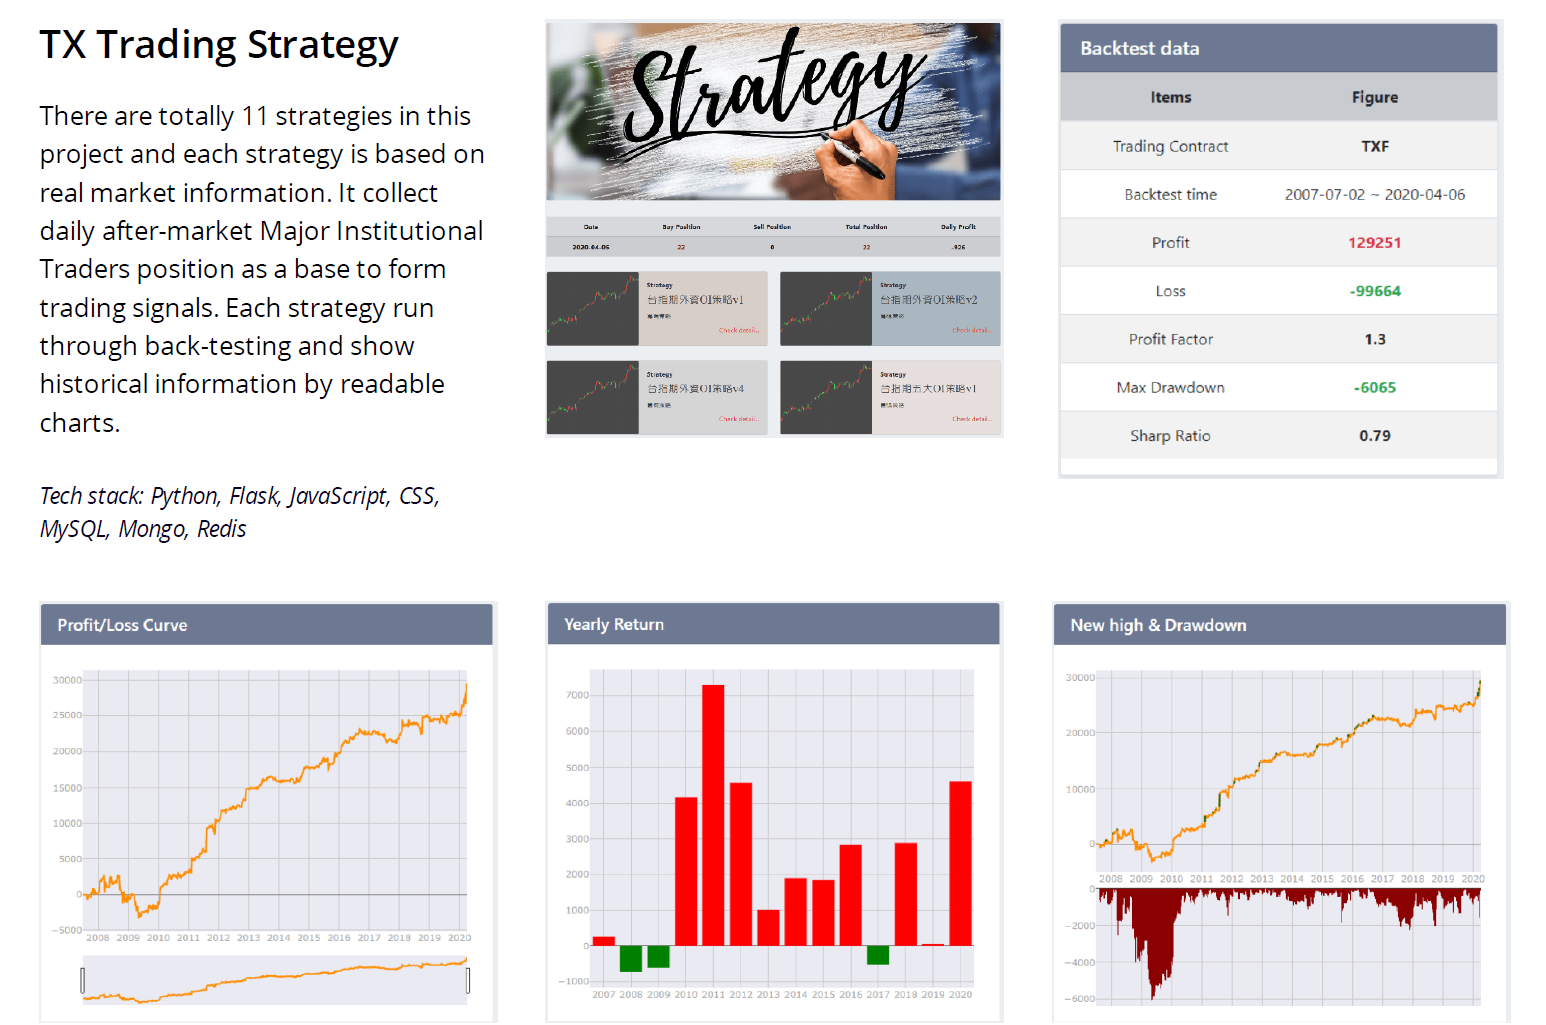 TX Trading Strategy
There are totally 11 strategies in this
project and each strategy is based on
real market information. It collect
daily after-market Major Institutional
Traders position as a base to form
trading signals. Each strategy run
through back-testing and show
historical information by readable
charts.
Tech stack: Python, Flask, JavaScript, CSS,
MySQL, Mongo, Redis
Strategy
Date Buy Position Sell Position Total Position Daily Profit
2020-04-06 22 0 22 -926
Strategy
台指期外資OI策略v1
Check detail...
Strategy
台指期外資OI策略v2
Check detail...
Strategy
台指期外資OI策略v4
Check detail...
Strategy
台指期五大OI策略v1
Check detail...
Backtest data
Items Figure
Trading Contract TXF
Backtest time 2007-07-02 ~ 2020-04-06
Profit 129251
Loss -99664
Profit Factor 1.3
Max Drawdown -6065
Sharp Ratio 0.79
Profit/Loss Curve
30000
25000
20000
15000
10000
5000
0
−5000
2008 2009 2010 2011 2012 2013 2014 2015 2016 2017 2018 2019 2020
Yearly Return
7000
6000
5000
4000
3000
2000
1000
0
−1000
2007 2008 2009 2010 2011 2012 2013 2014 2015 2016 2017 2018 2019 2020
New high & Drawdown
30000
20000
10000
0
2008 2009 2010 2011 2012 2013 2014 2015 2016 2017 2018 2019 2020
0
−2000
−4000
−6000